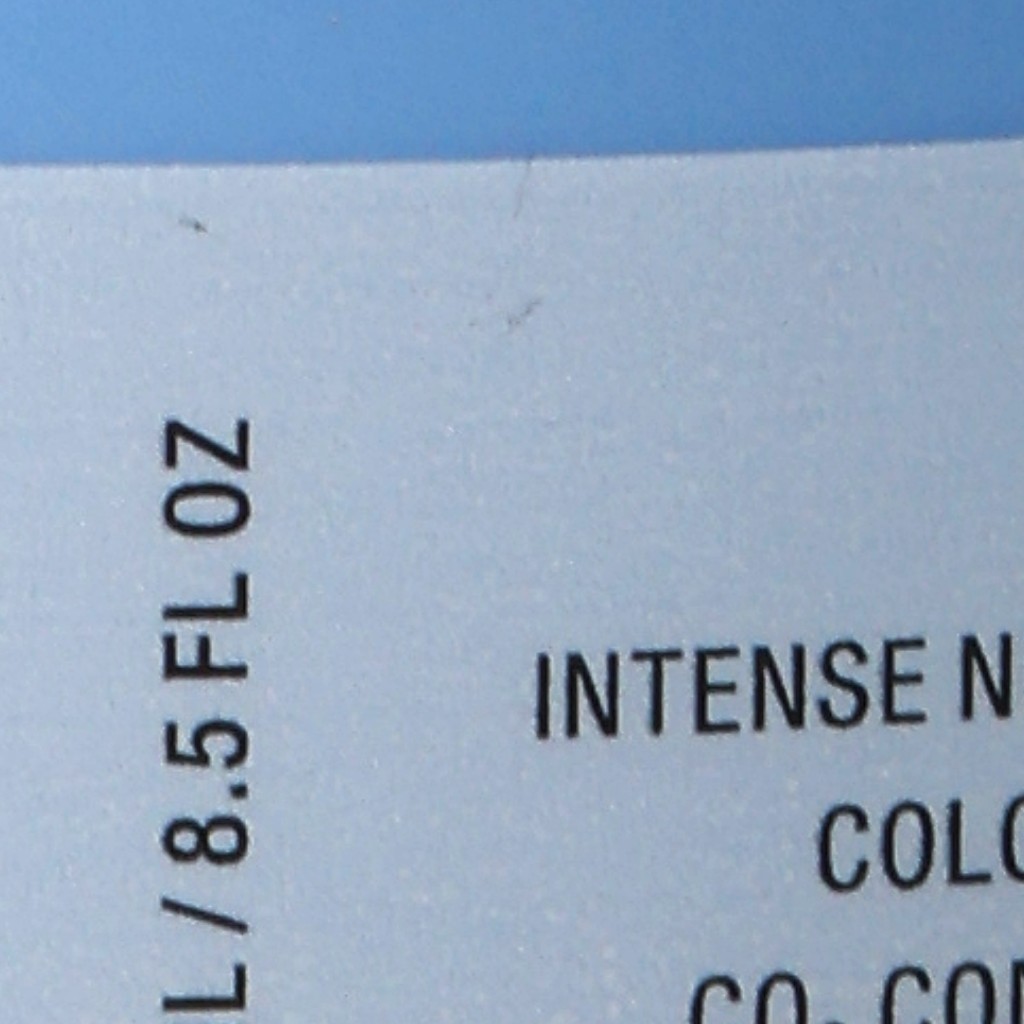 L / 8.5 FL OZ
INTENSE N
COLO